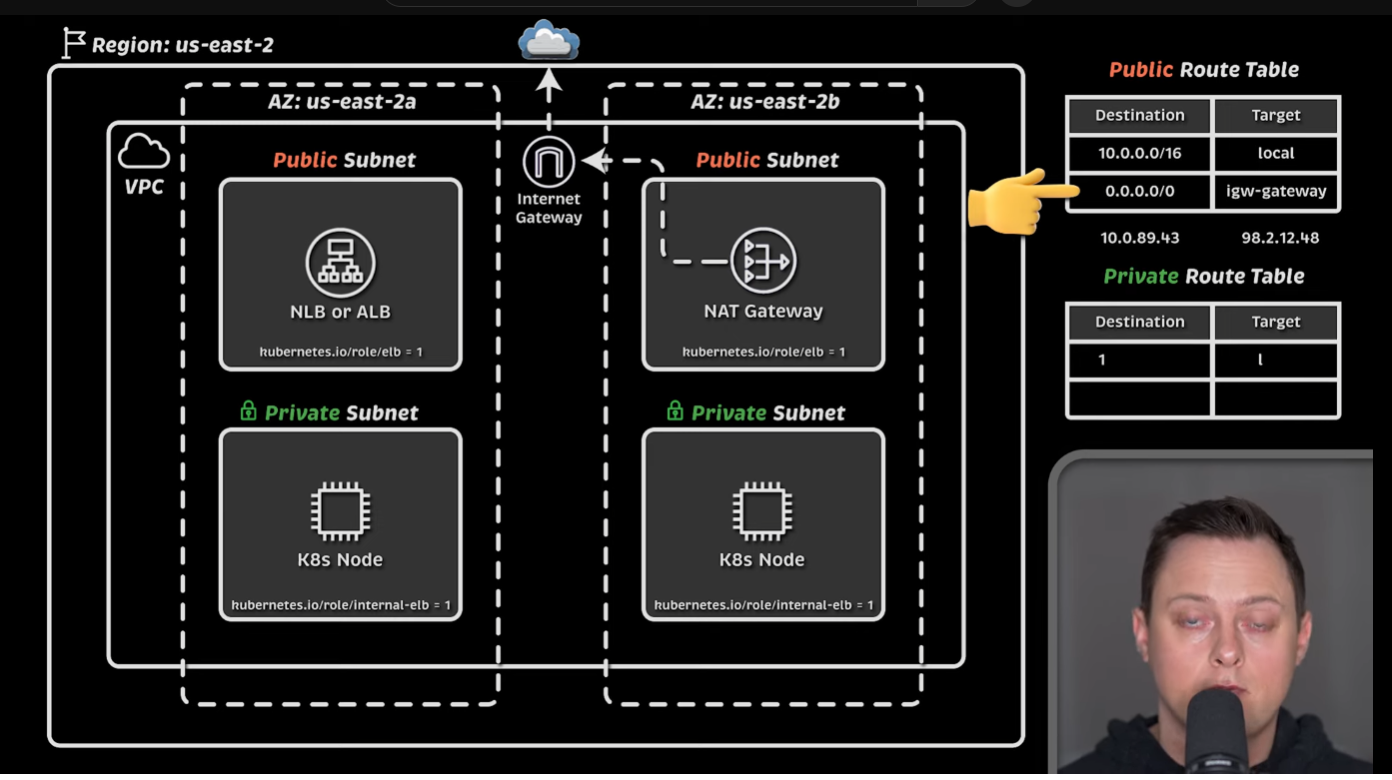 Region: us-east-2
AZ: us-east-2a
AZ: us-east-2b
VPC
Public Subnet
NLB or ALB
kubernetes.io/role/elb = 1
Internet
Gateway
Public Subnet
NAT Gateway
kubernetes.io/role/elb = 1
Private Subnet
K8s Node
kubernetes.io/role/internal-elb = 1
Private Subnet
K8s Node
kubernetes.io/role/internal-elb = 1
Public Route Table
Destination Target
10.0.0.0/16 local
0.0.0.0/0 igw-gateway
10.0.89.43 98.2.12.48
Private Route Table
Destination Target
1 l